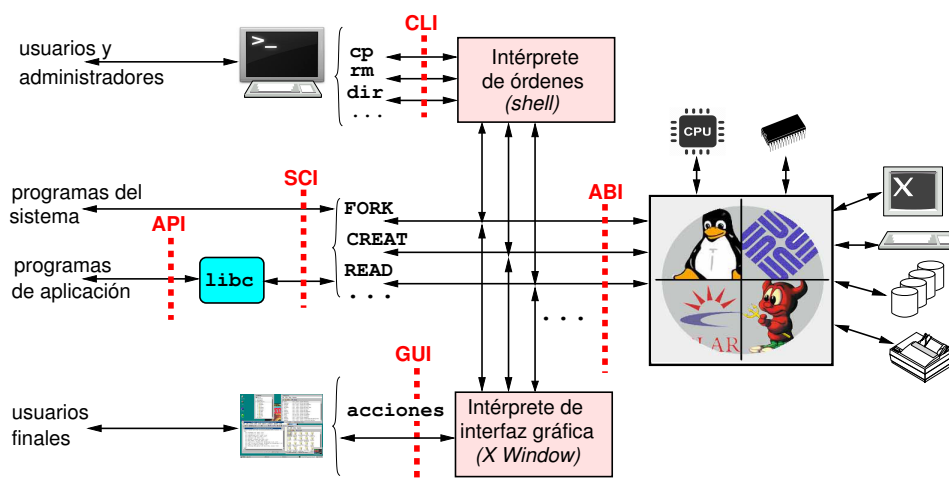 CLI
usuarios y
administradores
>_
cp
rm
dir
...
Intérprete
de órdenes
(shell)
CPU
programas del
sistema
SCI
ABI
API
FORK
CREAT
READ
...
programas
de aplicación
libc
X
...
LAR
GUI
usuarios
finales
acciones
Intérprete de
interfaz gráfica
(X Window)